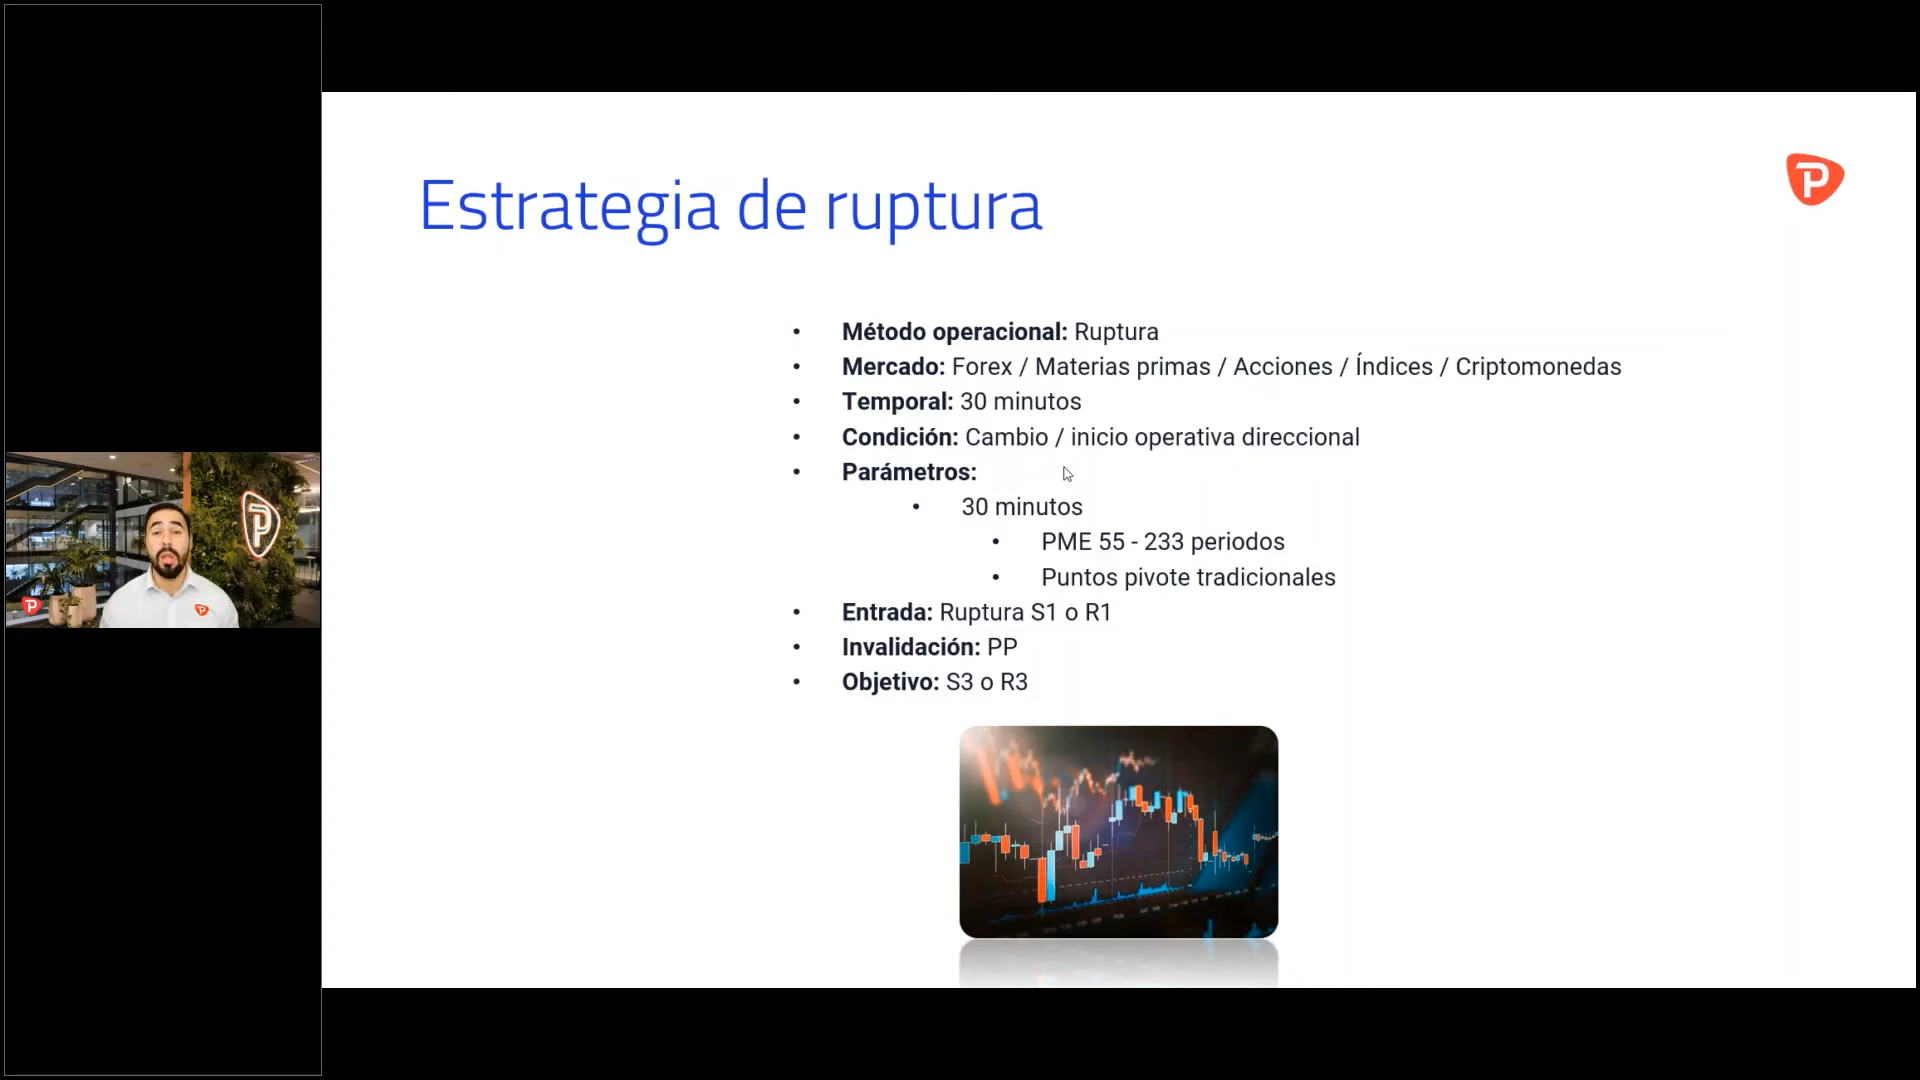 Estrategia de ruptura
• Método operacional: Ruptura
• Mercado: Forex / Materias primas / Acciones / Índices / Criptomonedas
• Temporal: 30 minutos
• Condición: Cambio / inicio operativa direccional
• Parámetros:
• 30 minutos
• PME 55 - 233 periodos
• Puntos pivote tradicionales
• Entrada: Ruptura S1 o R1
• Invalidación: PP
• Objetivo: S3 o R3